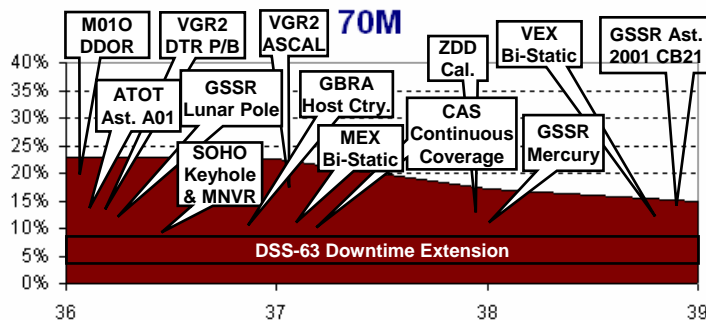 70M
M01O
DDOR
VGR2
DTR P/B
VGR2
ASCAL
ZDD
Cal.
VEX
Bi-Static
GSSR Ast.
2001 CB21
ATOT
Ast. A01
GSSR
Lunar Pole
GBRA
Host Ctry.
CAS
Continuous
Coverage
SOHO
Keyhole
& MNVR
MEX
Bi-Static
GSSR
Mercury
DSS-63 Downtime Extension
40%
35%
30%
25%
20%
15%
10%
5%
0%
36
37
38
39